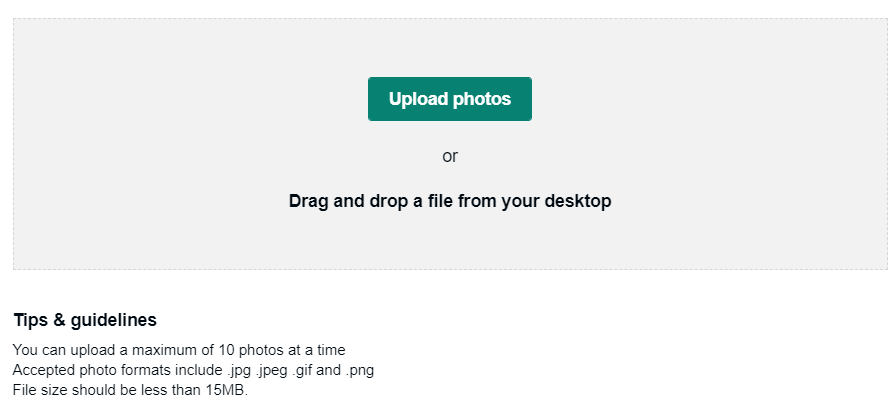 Upload photos
or
Drag and drop a file from your desktop
Tips & guidelines
You can upload a maximum of 10 photos at a time
Accepted photo formats include .jpg .jpeg .gif and .png
File size should be less than 15MB.